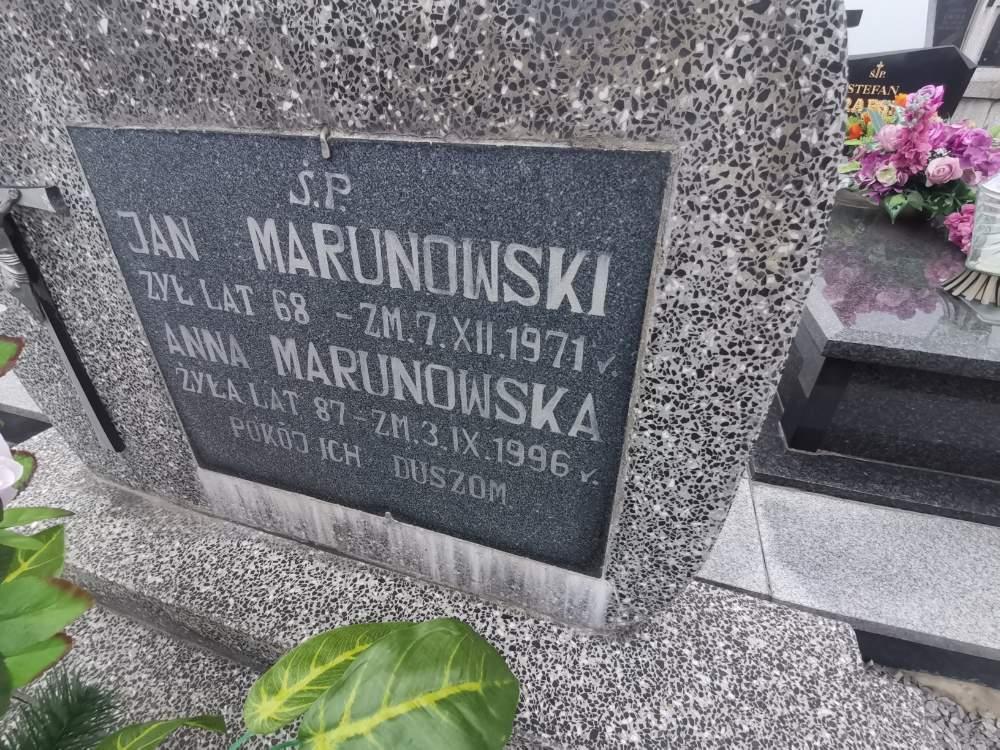 Ś.P.
JAN MARUNOWSKI
ŻYŁ LAT 68 - ZM. 7. XII. 1971 r.
ANNA MARUNOWSKA
ŻYŁA LAT 87 - ZM. 3. IX. 1996 r.
POKÓJ ICH DUSZOM
Ś.P.
STEFAN